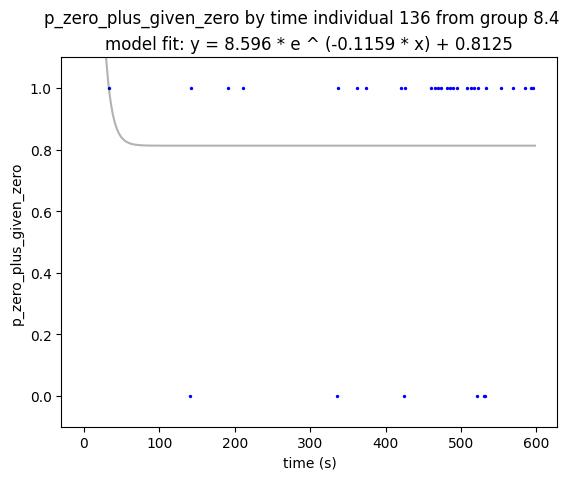 p_zero_plus_given_zero by time individual 136 from group 8.4
model fit: y = 8.596 * e ^ (-0.1159 * x) + 0.8125
1.0
0.8
0.6
0.4
0.2
0.0
p_zero_plus_given_zero
0 100 200 300 400 500 600
time (s)